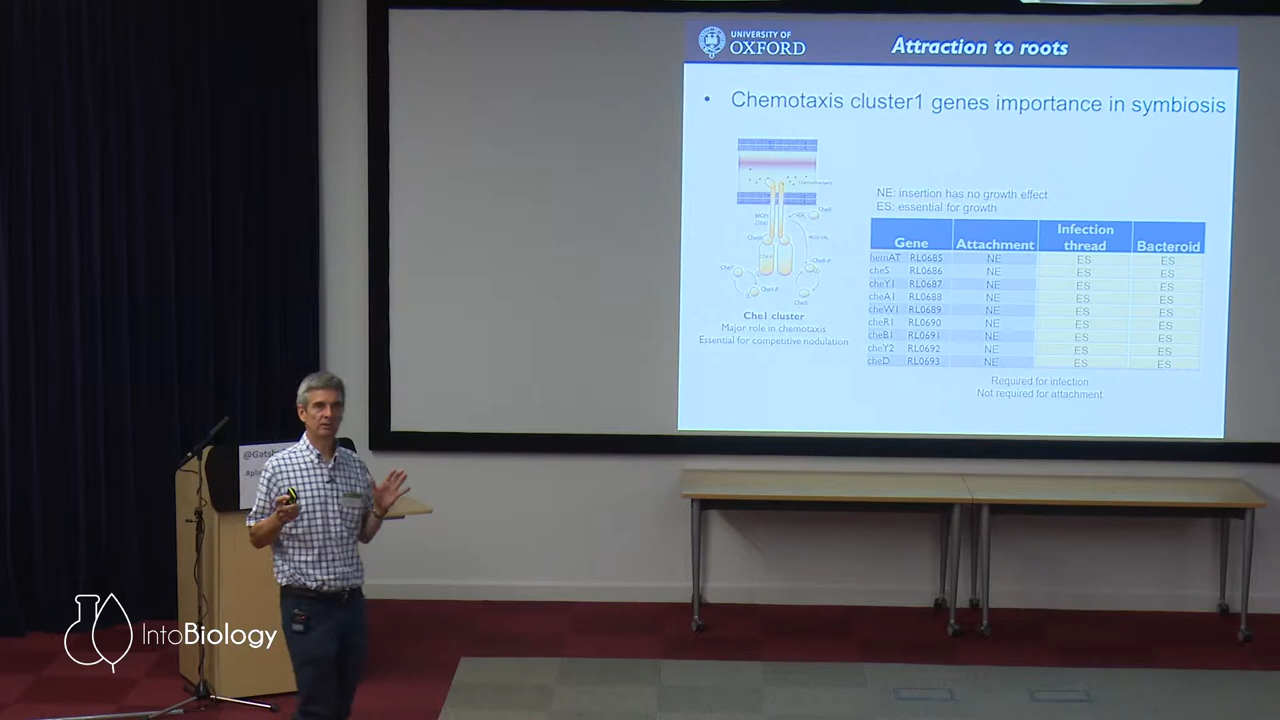 UNIVERSITY OF
OXFORD
Attraction to roots
• Chemotaxis cluster1 genes importance in symbiosis
NE: insertion has no growth effect
ES: essential for growth
Gene Attachment Infection thread Bacteroid
hemAT RL0685 NE ES ES
cheS RL0686 NE ES ES
cheY1 RL0687 NE ES ES
cheA1 RL0688 NE ES ES
cheW1 RL0689 NE ES ES
cheR1 RL0690 NE ES ES
cheB1 RL0691 NE ES ES
cheY2 RL0692 NE ES ES
cheD RL0693 NE ES ES
Required for infection
Not required for attachment
Che1 cluster
Major role in chemotaxis
Essential for competitive nodulation
@Gatsb
IntoBiology